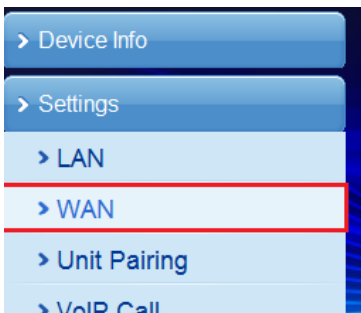 Device Info
Settings
LAN
WAN
Unit Pairing
VoIP Call